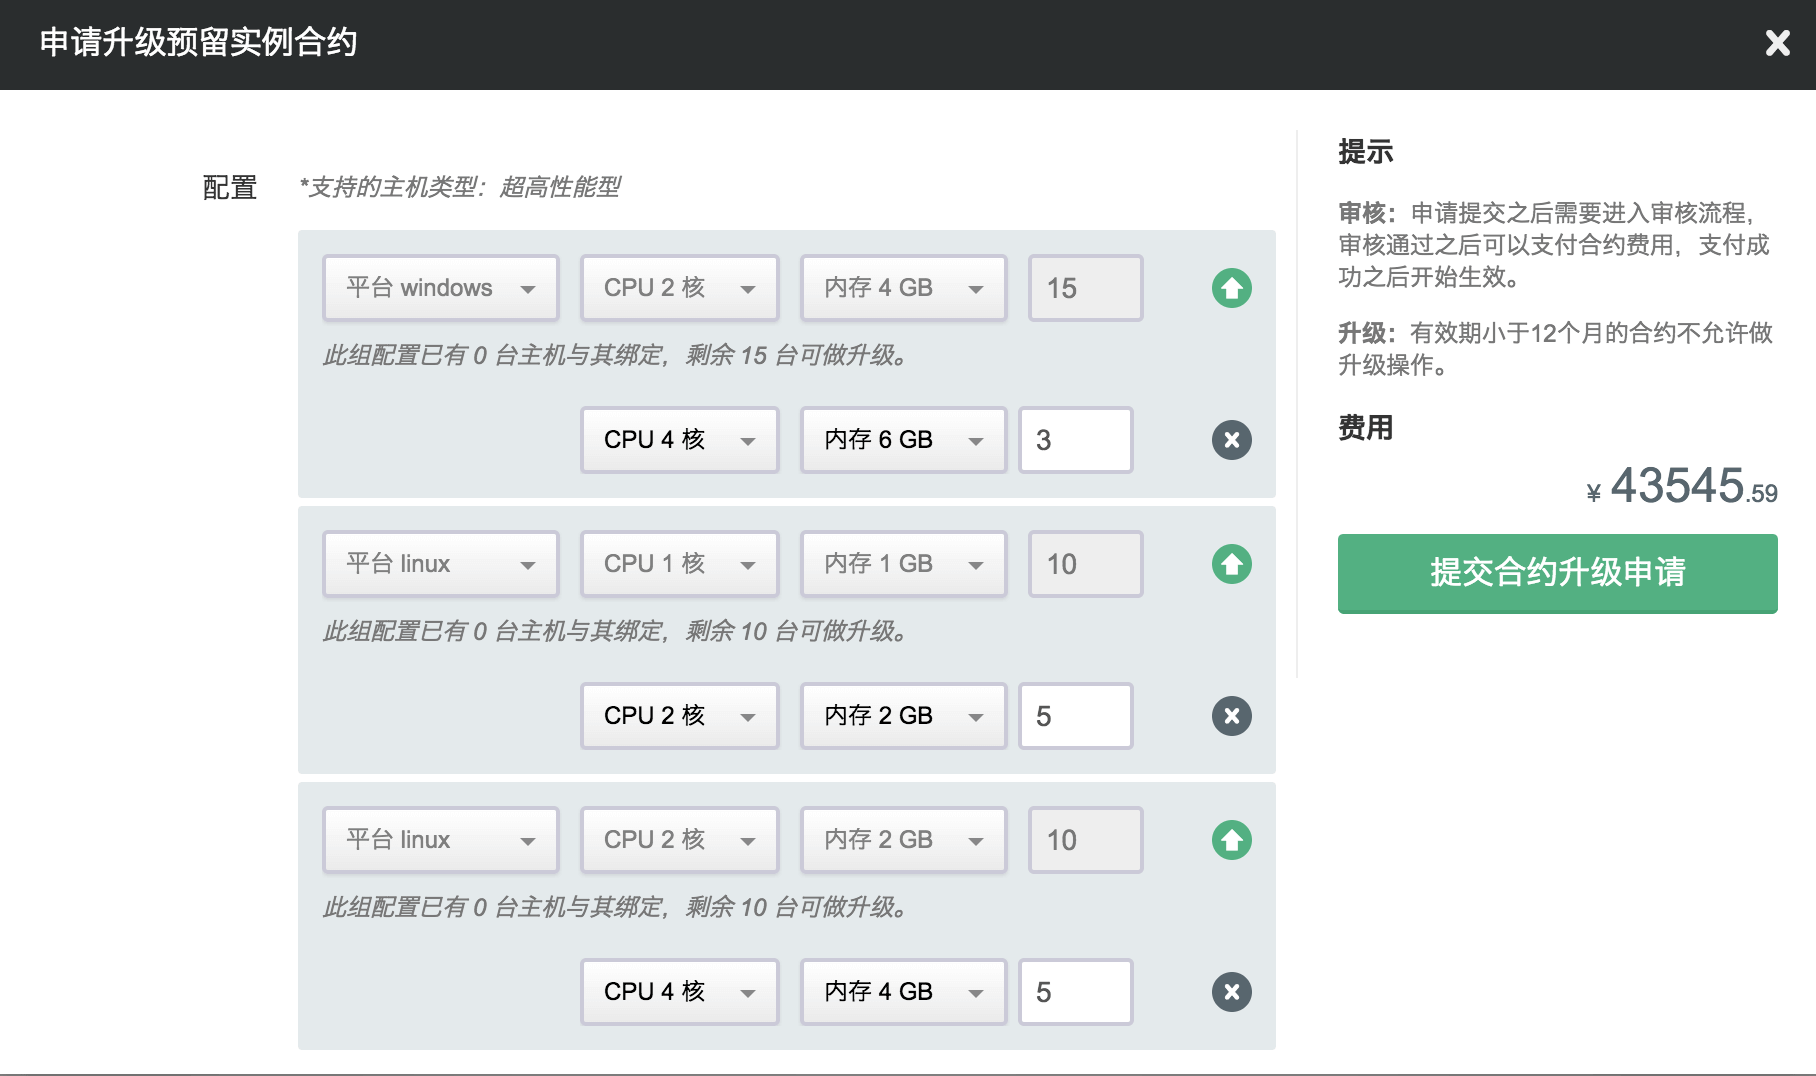 申请升级预留实例合约
配置 *支持的主机类型：超高性能型
平台 windows CPU 2 核 内存 4 GB 15
此组配置已有 0 台主机与其绑定，剩余 15 台可做升级。
CPU 4 核 内存 6 GB 3
平台 linux CPU 1 核 内存 1 GB 10
此组配置已有 0 台主机与其绑定，剩余 10 台可做升级。
CPU 2 核 内存 2 GB 5
平台 linux CPU 2 核 内存 2 GB 10
此组配置已有 0 台主机与其绑定，剩余 10 台可做升级。
CPU 4 核 内存 4 GB 5
提示
审核：申请提交之后需要进入审核流程，
审核通过之后可以支付合约费用，支付成
功之后开始生效。
升级：有效期小于12个月的合约不允许做
升级操作。
费用
¥ 43545.59
提交合约升级申请